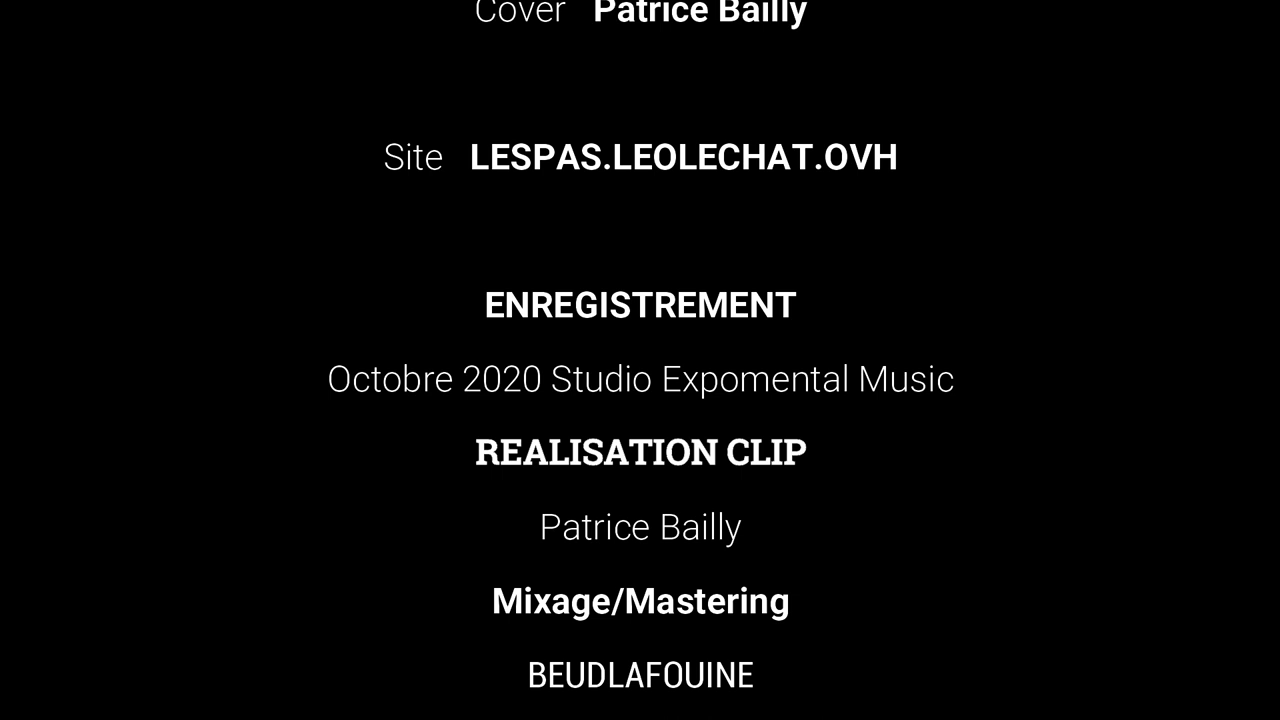 Cover Patrice Bailly
Site LESPAS.LEOLECHAT.OVH
ENREGISTREMENT
Octobre 2020 Studio Expomental Music
REALISATION CLIP
Patrice Bailly
Mixage/Mastering
BEUDLAFOUINE